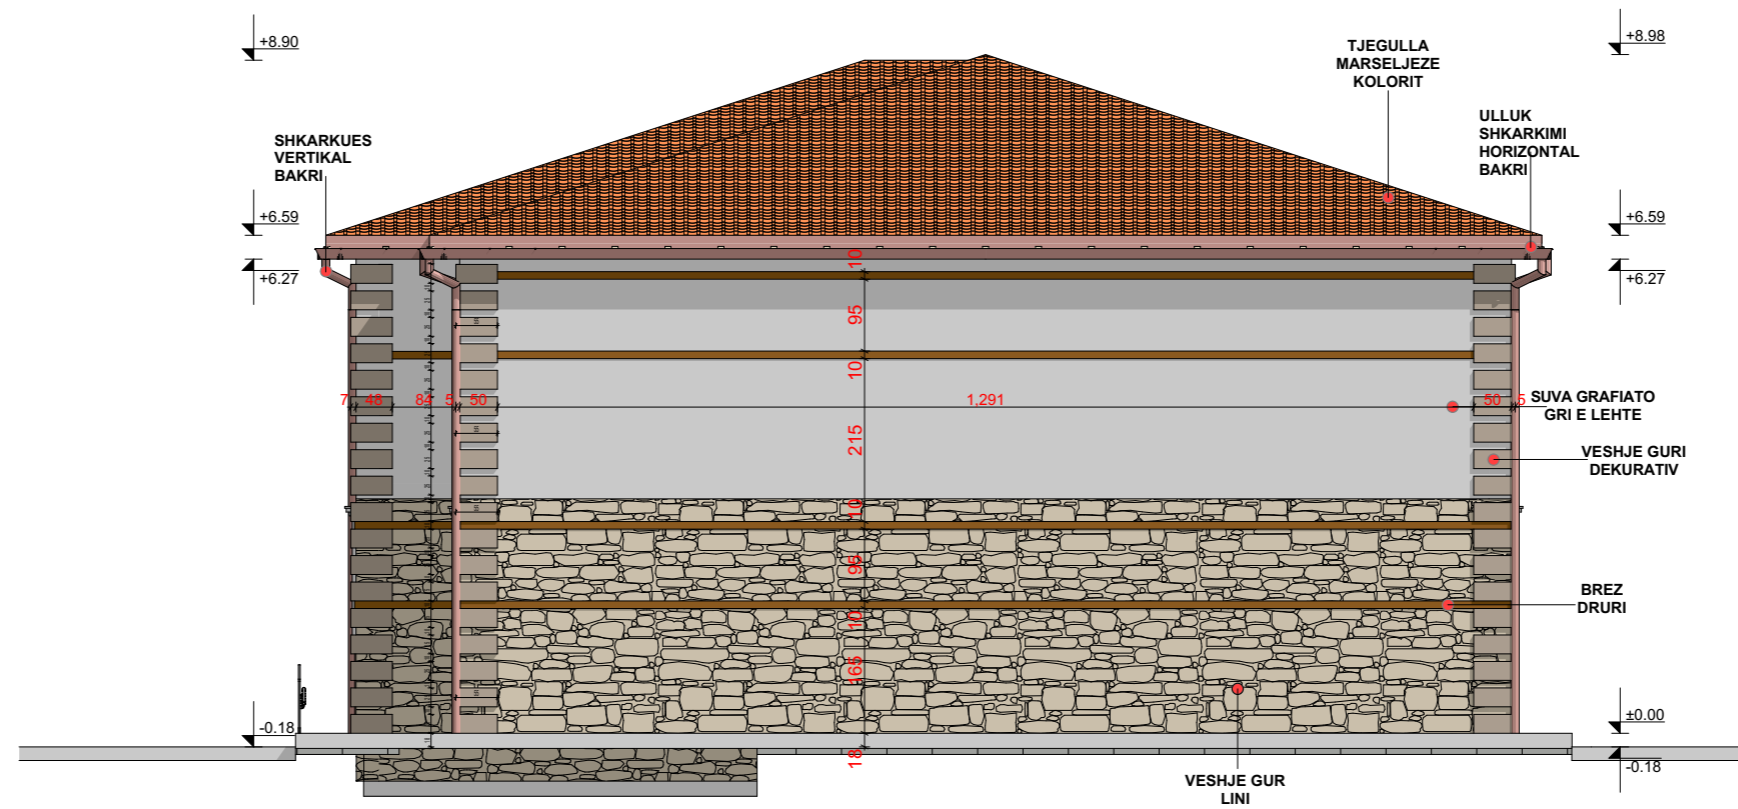 +8.90
+8.98
TJEGULLA
MARSELJEZE
KOLORIT
ULLUK
SHKARKIMI
HORIZONTAL
BAKRI
SHKARKUES
VERTIKAL
BAKRI
+6.59
+6.59
+6.27
+6.27
10
95
10
7 48 84 5 50 1,291 50 5
SUVA GRAFIATO
GRI E LEHTE
215
VESHJE GURI
DEKURATIV
10
95
BREZ
DRURI
10
165
-0.18
±0.00
18
-0.18
VESHJE GUR
LINI